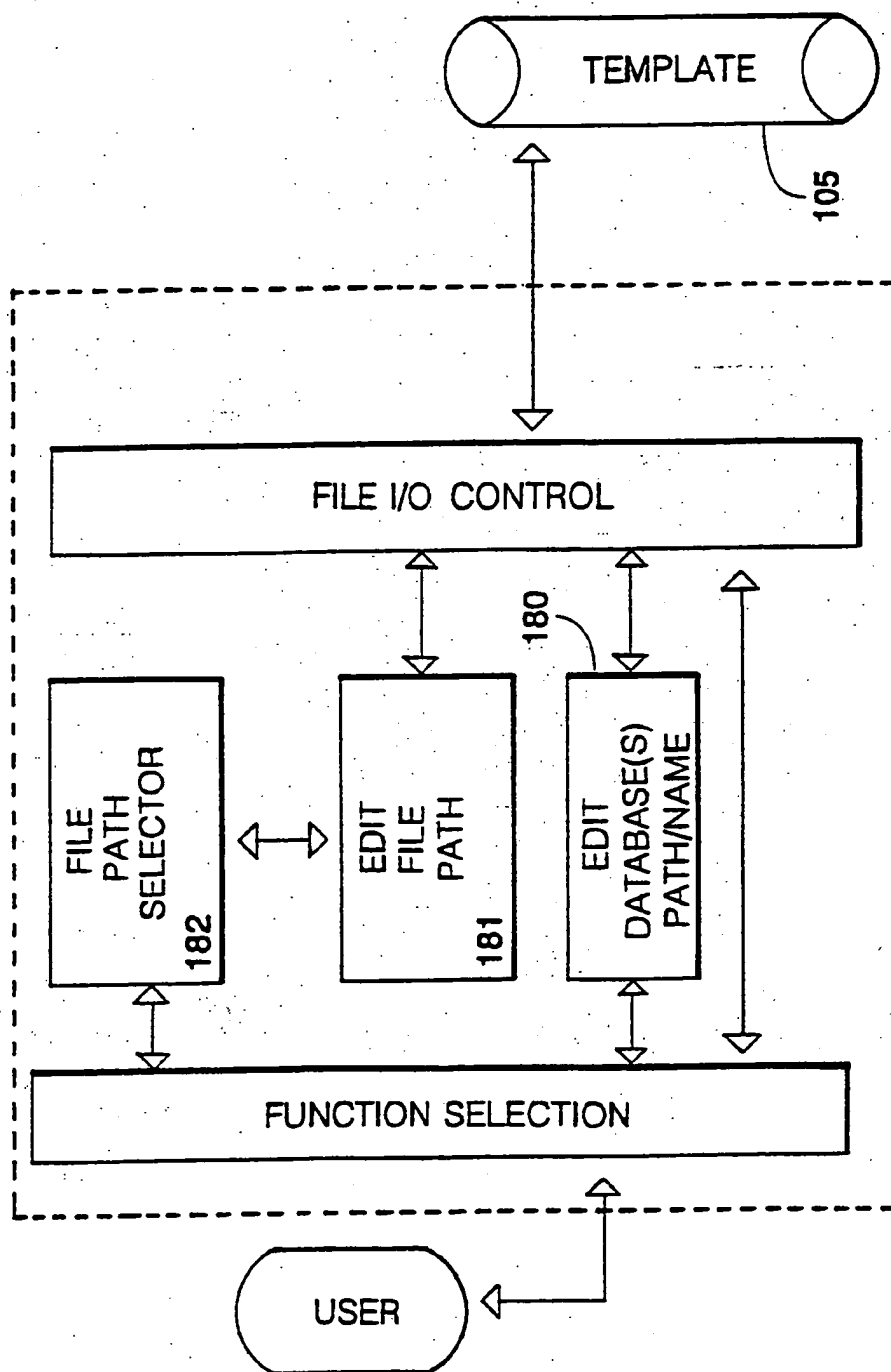 USER
FUNCTION SELECTION
FILE
PATH
SELECTOR
182
EDIT
FILE
PATH
181
EDIT
DATABASE(S)
PATH/NAME
180
FILE I/O CONTROL
TEMPLATE
105